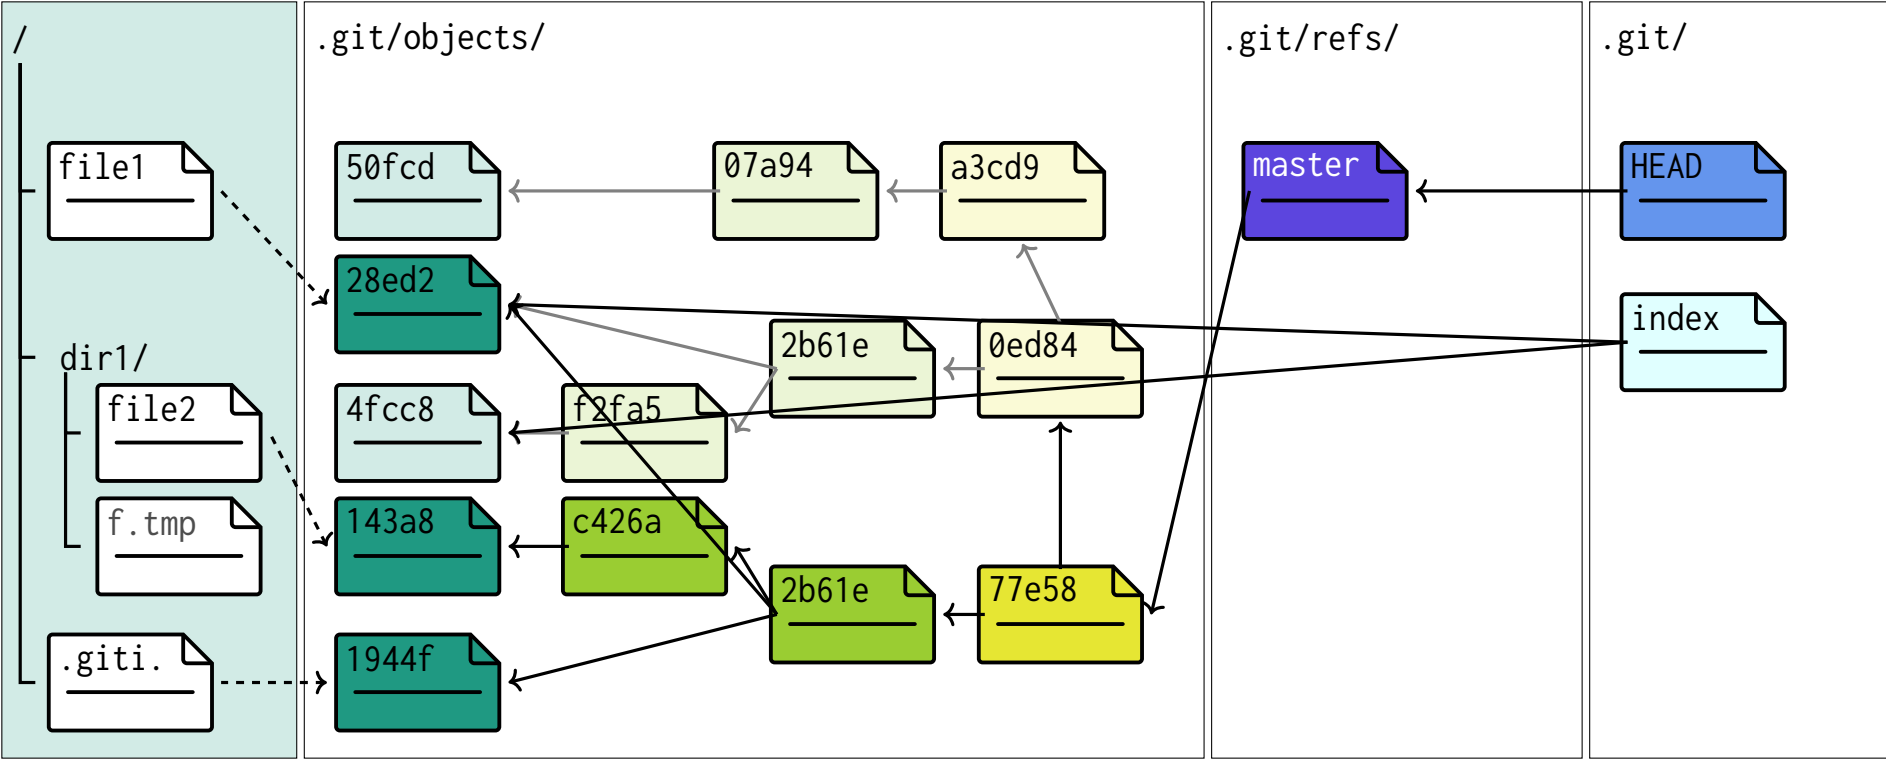 /
.git/objects/
.git/refs/
.git/
file1
50fcd
07a94
a3cd9
master
HEAD
28ed2
index
dir1/
2b61e
0ed84
file2
4fcc8
f2fa5
f.tmp
143a8
c426a
2b61e
77e58
.giti.
1944f